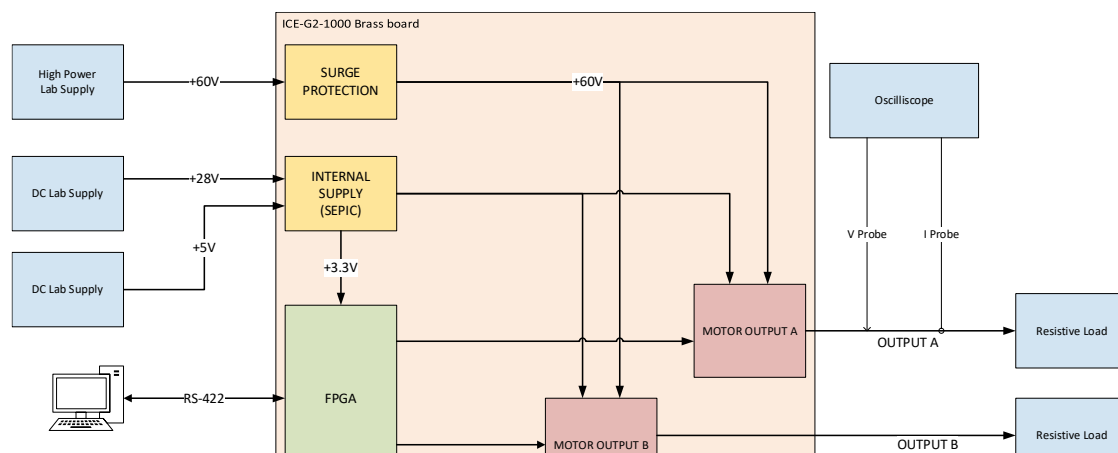 ICE-G2-1000 Brass board
High Power
Lab Supply
+60V
SURGE
PROTECTION
+60V
Oscilliscope
DC Lab Supply
+28V
INTERNAL
SUPPLY
(SEPIC)
V Probe
I Probe
+5V
DC Lab Supply
+3.3V
MOTOR OUTPUT A
OUTPUT A
Resistive Load
RS-422
FPGA
MOTOR OUTPUT B
OUTPUT B
Resistive Load